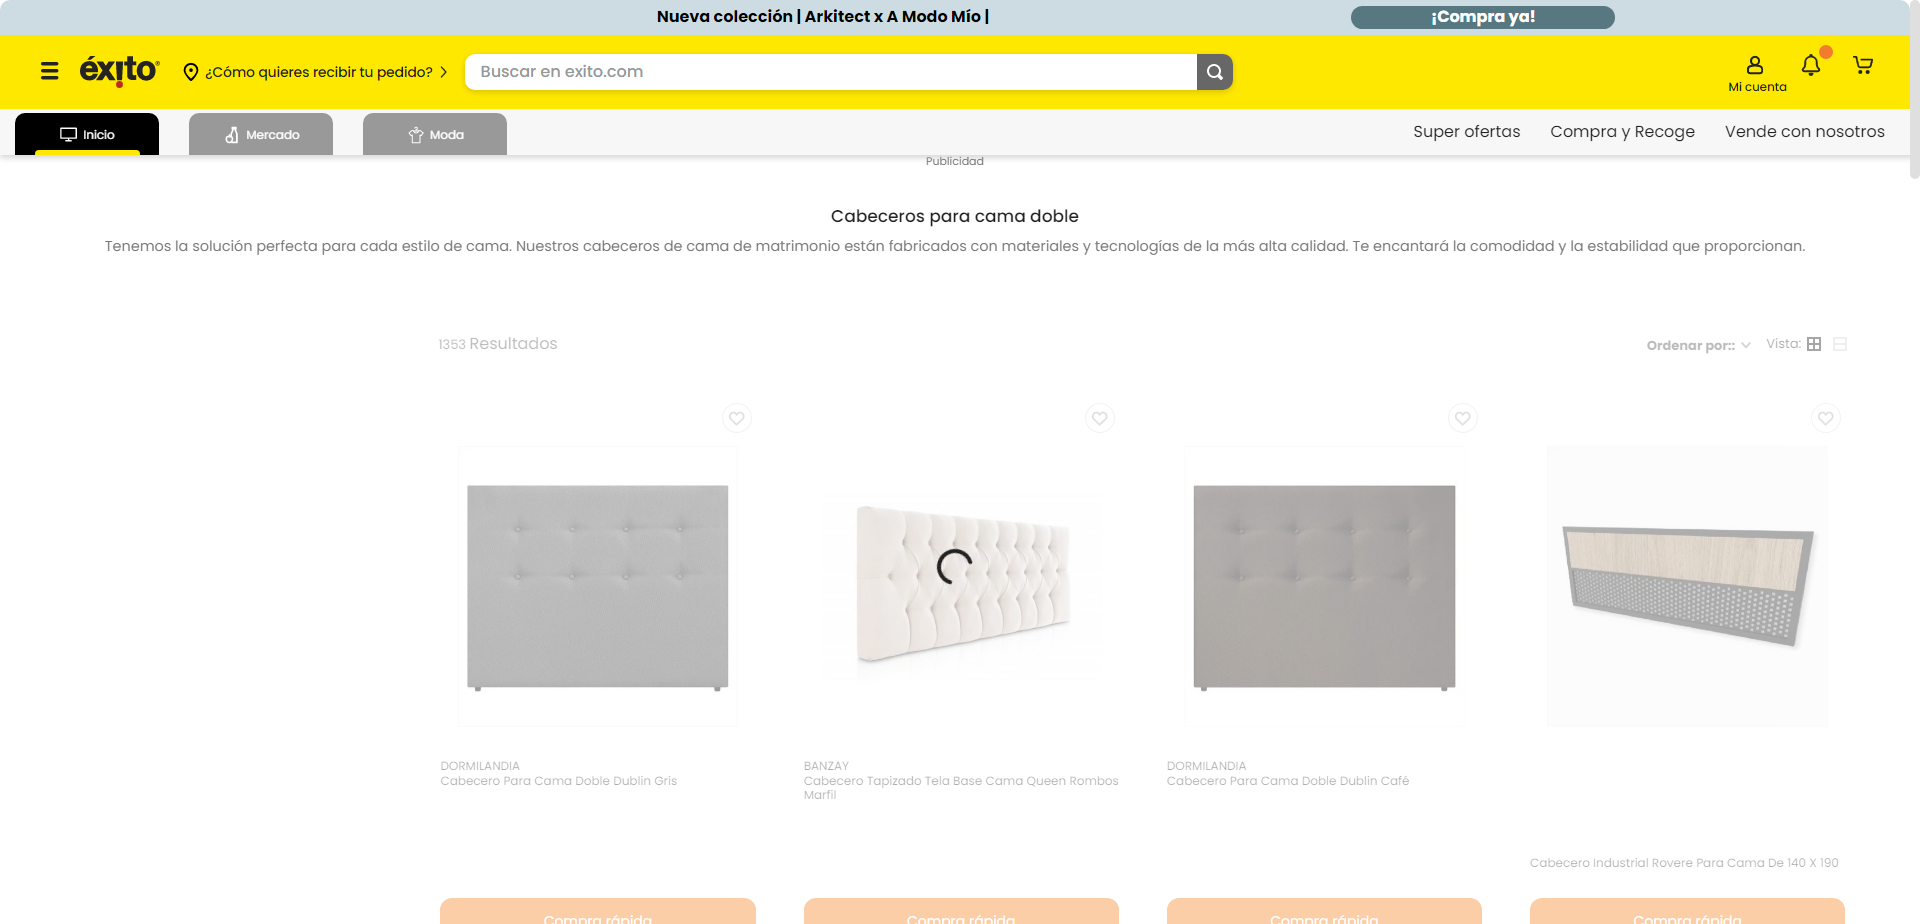 Nueva colección | Arkitect x A Modo Mío |
¡Compra ya!
éxito
¿Cómo quieres recibir tu pedido?
Buscar en exito.com
Mi cuenta
Inicio
Mercado
Moda
Super ofertas
Compra y Recoge
Vende con nosotros
Publicidad
Cabeceros para cama doble
Tenemos la solución perfecta para cada estilo de cama. Nuestros cabeceros de cama de matrimonio están fabricados con materiales y tecnologías de la más alta calidad. Te encantará la comodidad y la estabilidad que proporcionan.
1353 Resultados
Ordenar por::
Vista:
DORMILANDIA
Cabecero Para Cama Doble Dublin Gris
BANZAY
Cabecero Tapizado Tela Base Cama Queen Rombos
Marfil
DORMILANDIA
Cabecero Para Cama Doble Dublin Café
Cabecero Industrial Rovere Para Cama De 140 X 190
Compra rápida
Compra rápida
Compra rápida
Compra rápida